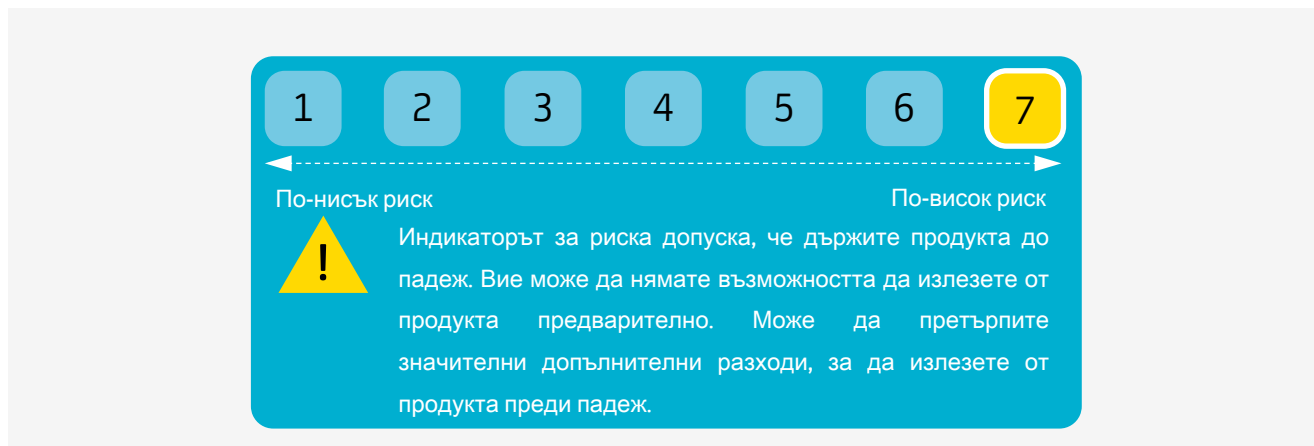 1 2 3 4 5 6 7
По-нисък риск По-висок риск
!
Индикаторът за риска допуска, че държите продукта до
падеж. Вие може да нямате възможността да излезете от
продукта предварително. Може да претърпите
значителни допълнителни разходи, за да излезете от
продукта преди падеж.